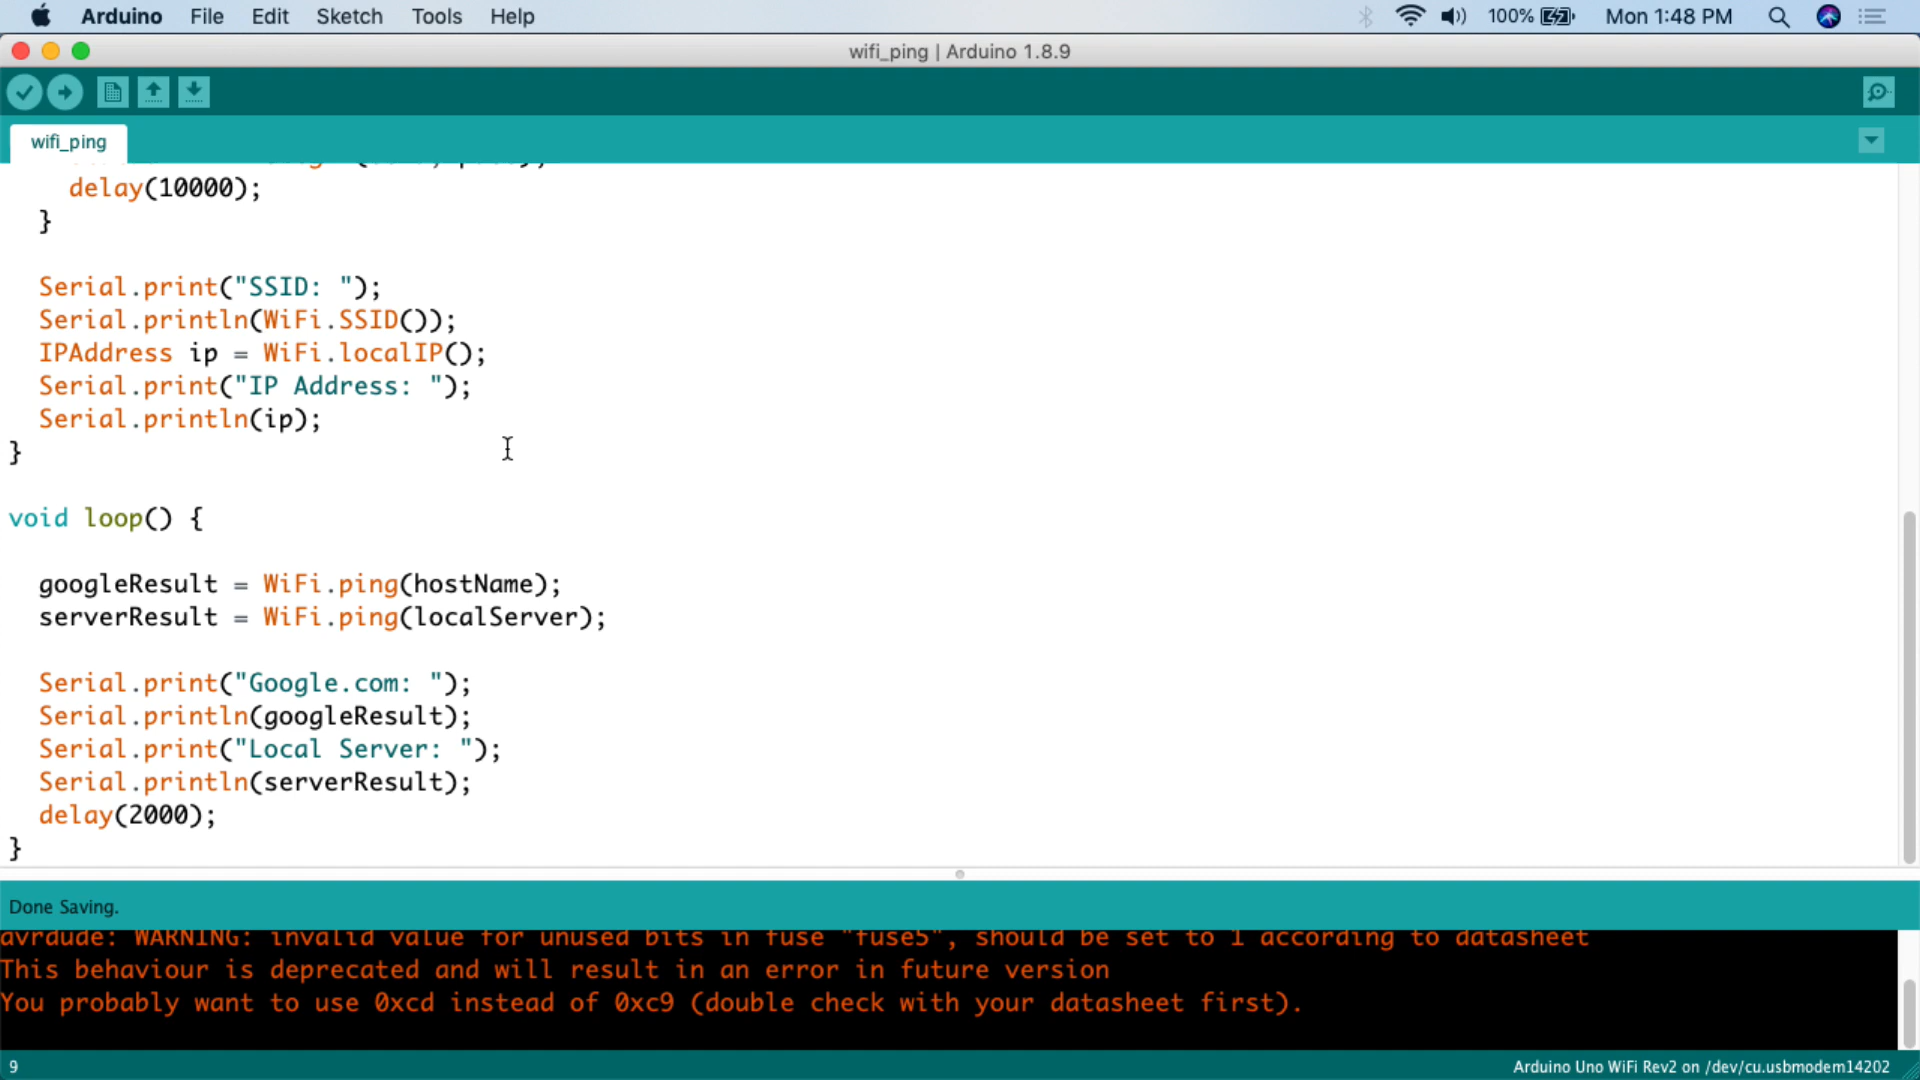 Arduino File Edit Sketch Tools Help 100% Mon 1:48 PM
wifi_ping | Arduino 1.8.9
wifi_ping
delay(10000);
}
Serial.print("SSID: ");
Serial.println(WiFi.SSID());
IPAddress ip = WiFi.localIP();
Serial.print("IP Address: ");
Serial.println(ip);
}
void loop() {
googleResult = WiFi.ping(hostName);
serverResult = WiFi.ping(localServer);
Serial.print("Google.com: ");
Serial.println(googleResult);
Serial.print("Local Server: ");
Serial.println(serverResult);
delay(2000);
}
Done Saving.
avrdude: WARNING: invalid value for unused bits in fuse "fuse5", should be set to 1 according to datasheet
This behaviour is deprecated and will result in an error in future version
You probably want to use 0xcd instead of 0xc9 (double check with your datasheet first).
9 Arduino Uno WiFi Rev2 on /dev/cu.usbmodem14202